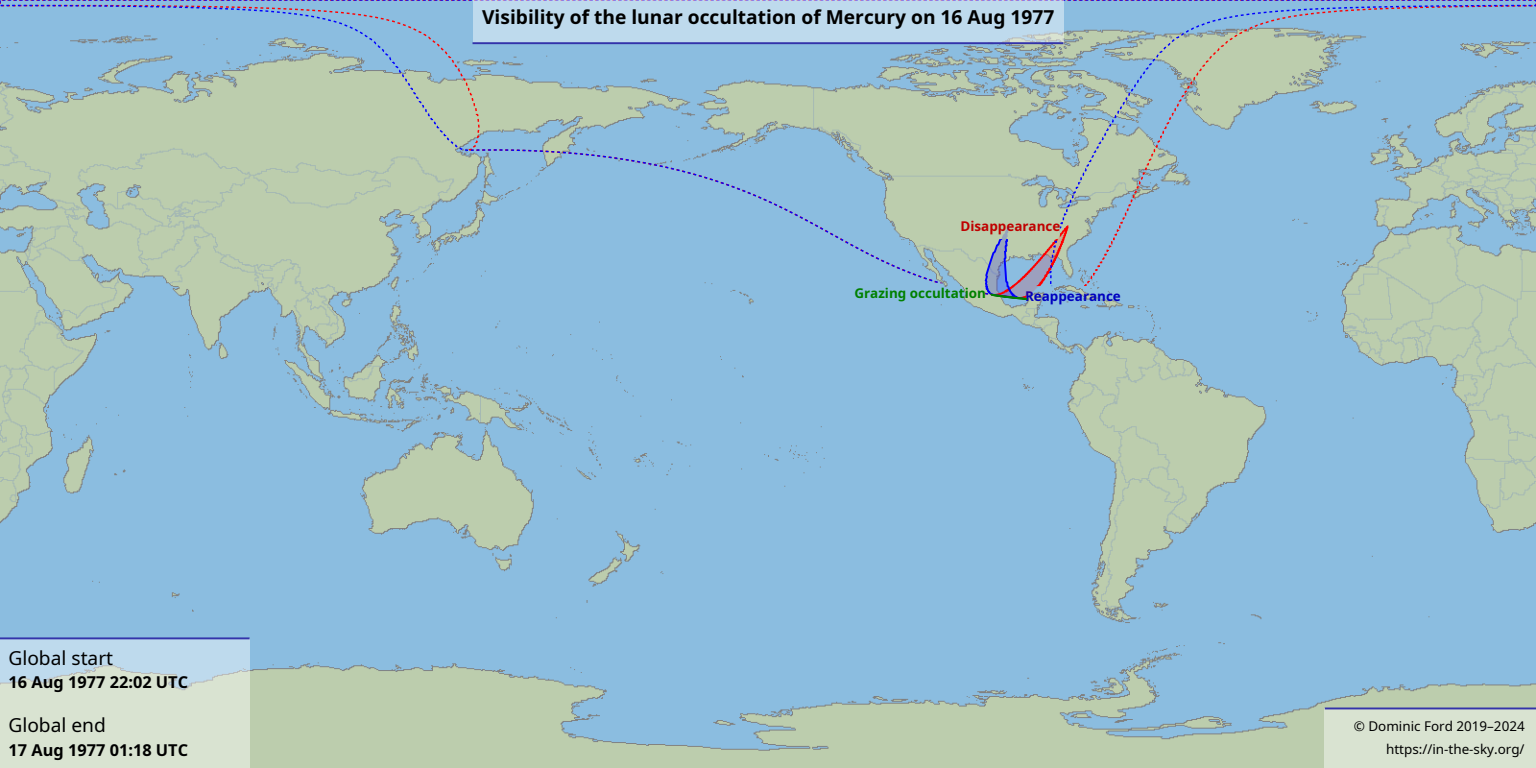 Visibility of the lunar occultation of Mercury on 16 Aug 1977
Disappearance
Grazing occultation
Reappearance
Global start
16 Aug 1977 22:02 UTC
Global end
17 Aug 1977 01:18 UTC
© Dominic Ford 2019–2024
https://in-the-sky.org/